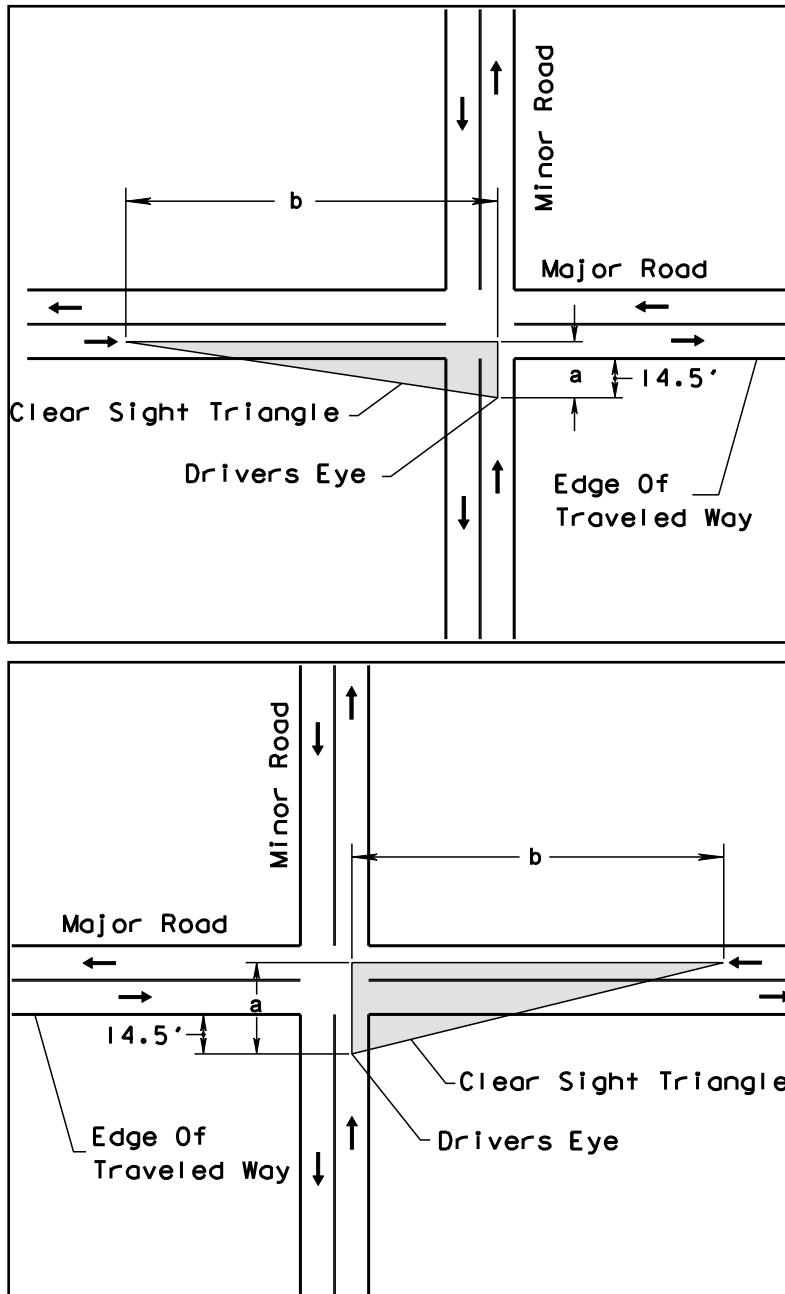 Minor Road
b
Major Road
a
14.5'
Clear Sight Triangle
Drivers Eye
Edge Of
Traveled Way
Minor Road
b
Major Road
a
14.5'
Clear Sight Triangle
Edge Of
Traveled Way
Drivers Eye